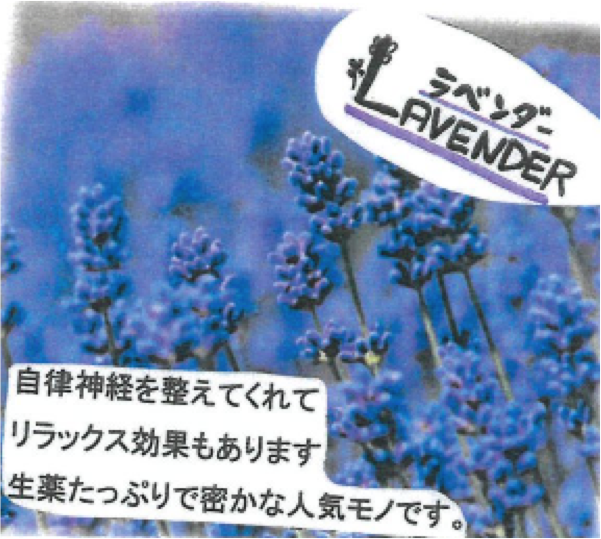 ラベンダー
LAVENDER
自律神経を整えてくれて
リラックス効果もあります
生薬たっぷりで密かな人気モノです。